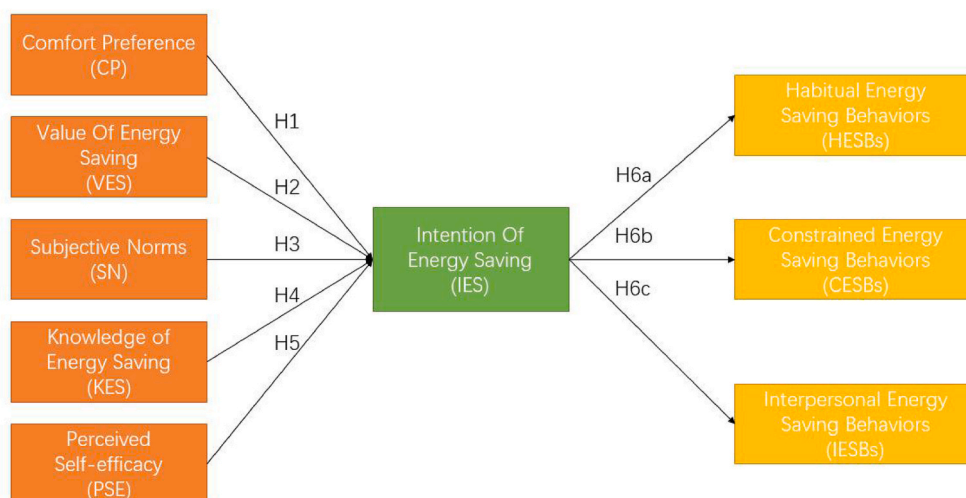 Comfort Preference
(CP)
Value Of Energy
Saving
(VES)
Subjective Norms
(SN)
Knowledge of
Energy Saving
(KES)
Perceived
Self-efficacy
(PSE)
H1
H2
H3
H4
H5
Intention Of
Energy Saving
(IES)
H6a
H6b
H6c
Habitual Energy
Saving Behaviors
(HESBs)
Constrained Energy
Saving Behaviors
(CESBs)
Interpersonal Energy
Saving Behaviors
(IESBs)